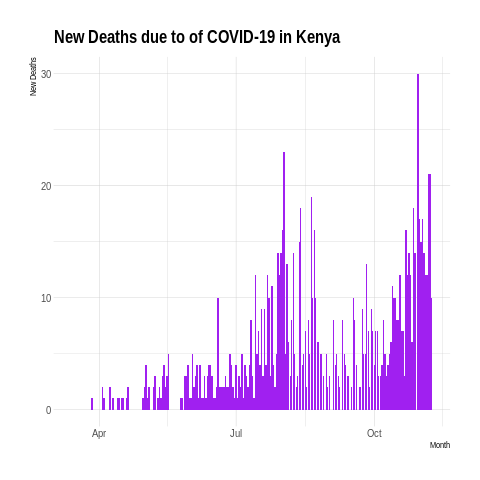 New Deaths due to of COVID-19 in Kenya
New Deaths
30
20
10
0
Apr
Jul
Oct
Month